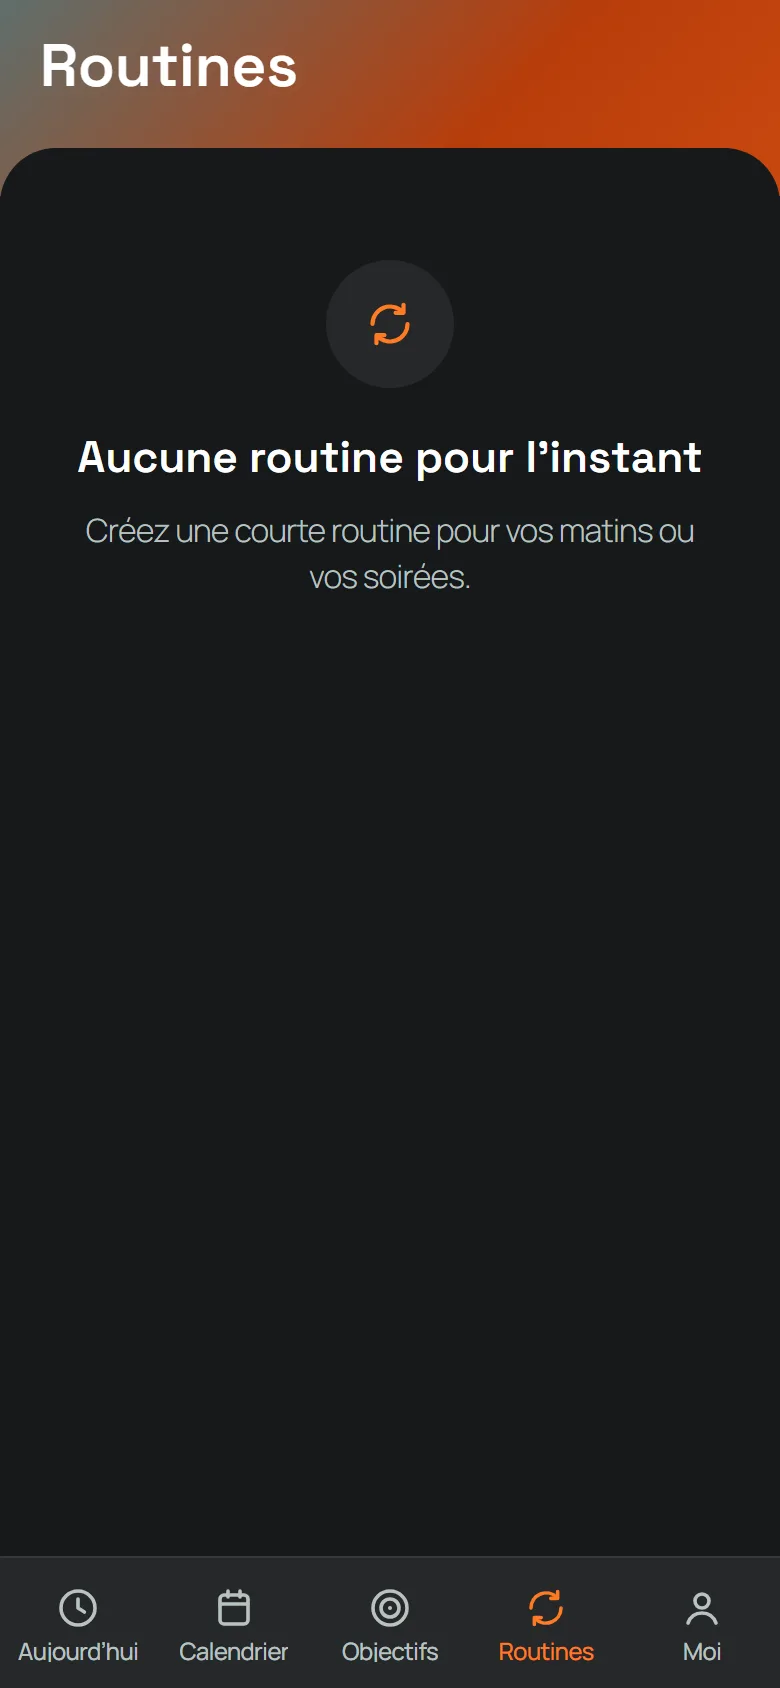 Routines
Aucune routine pour l’instant
Créez une courte routine pour vos matins ou
vos soirées.
Aujourd’hui
Calendrier
Objectifs
Routines
Moi